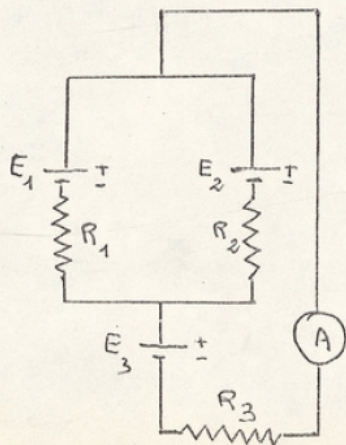 E1 + -
E2 + -
R1
R2
E3 + -
A
R3